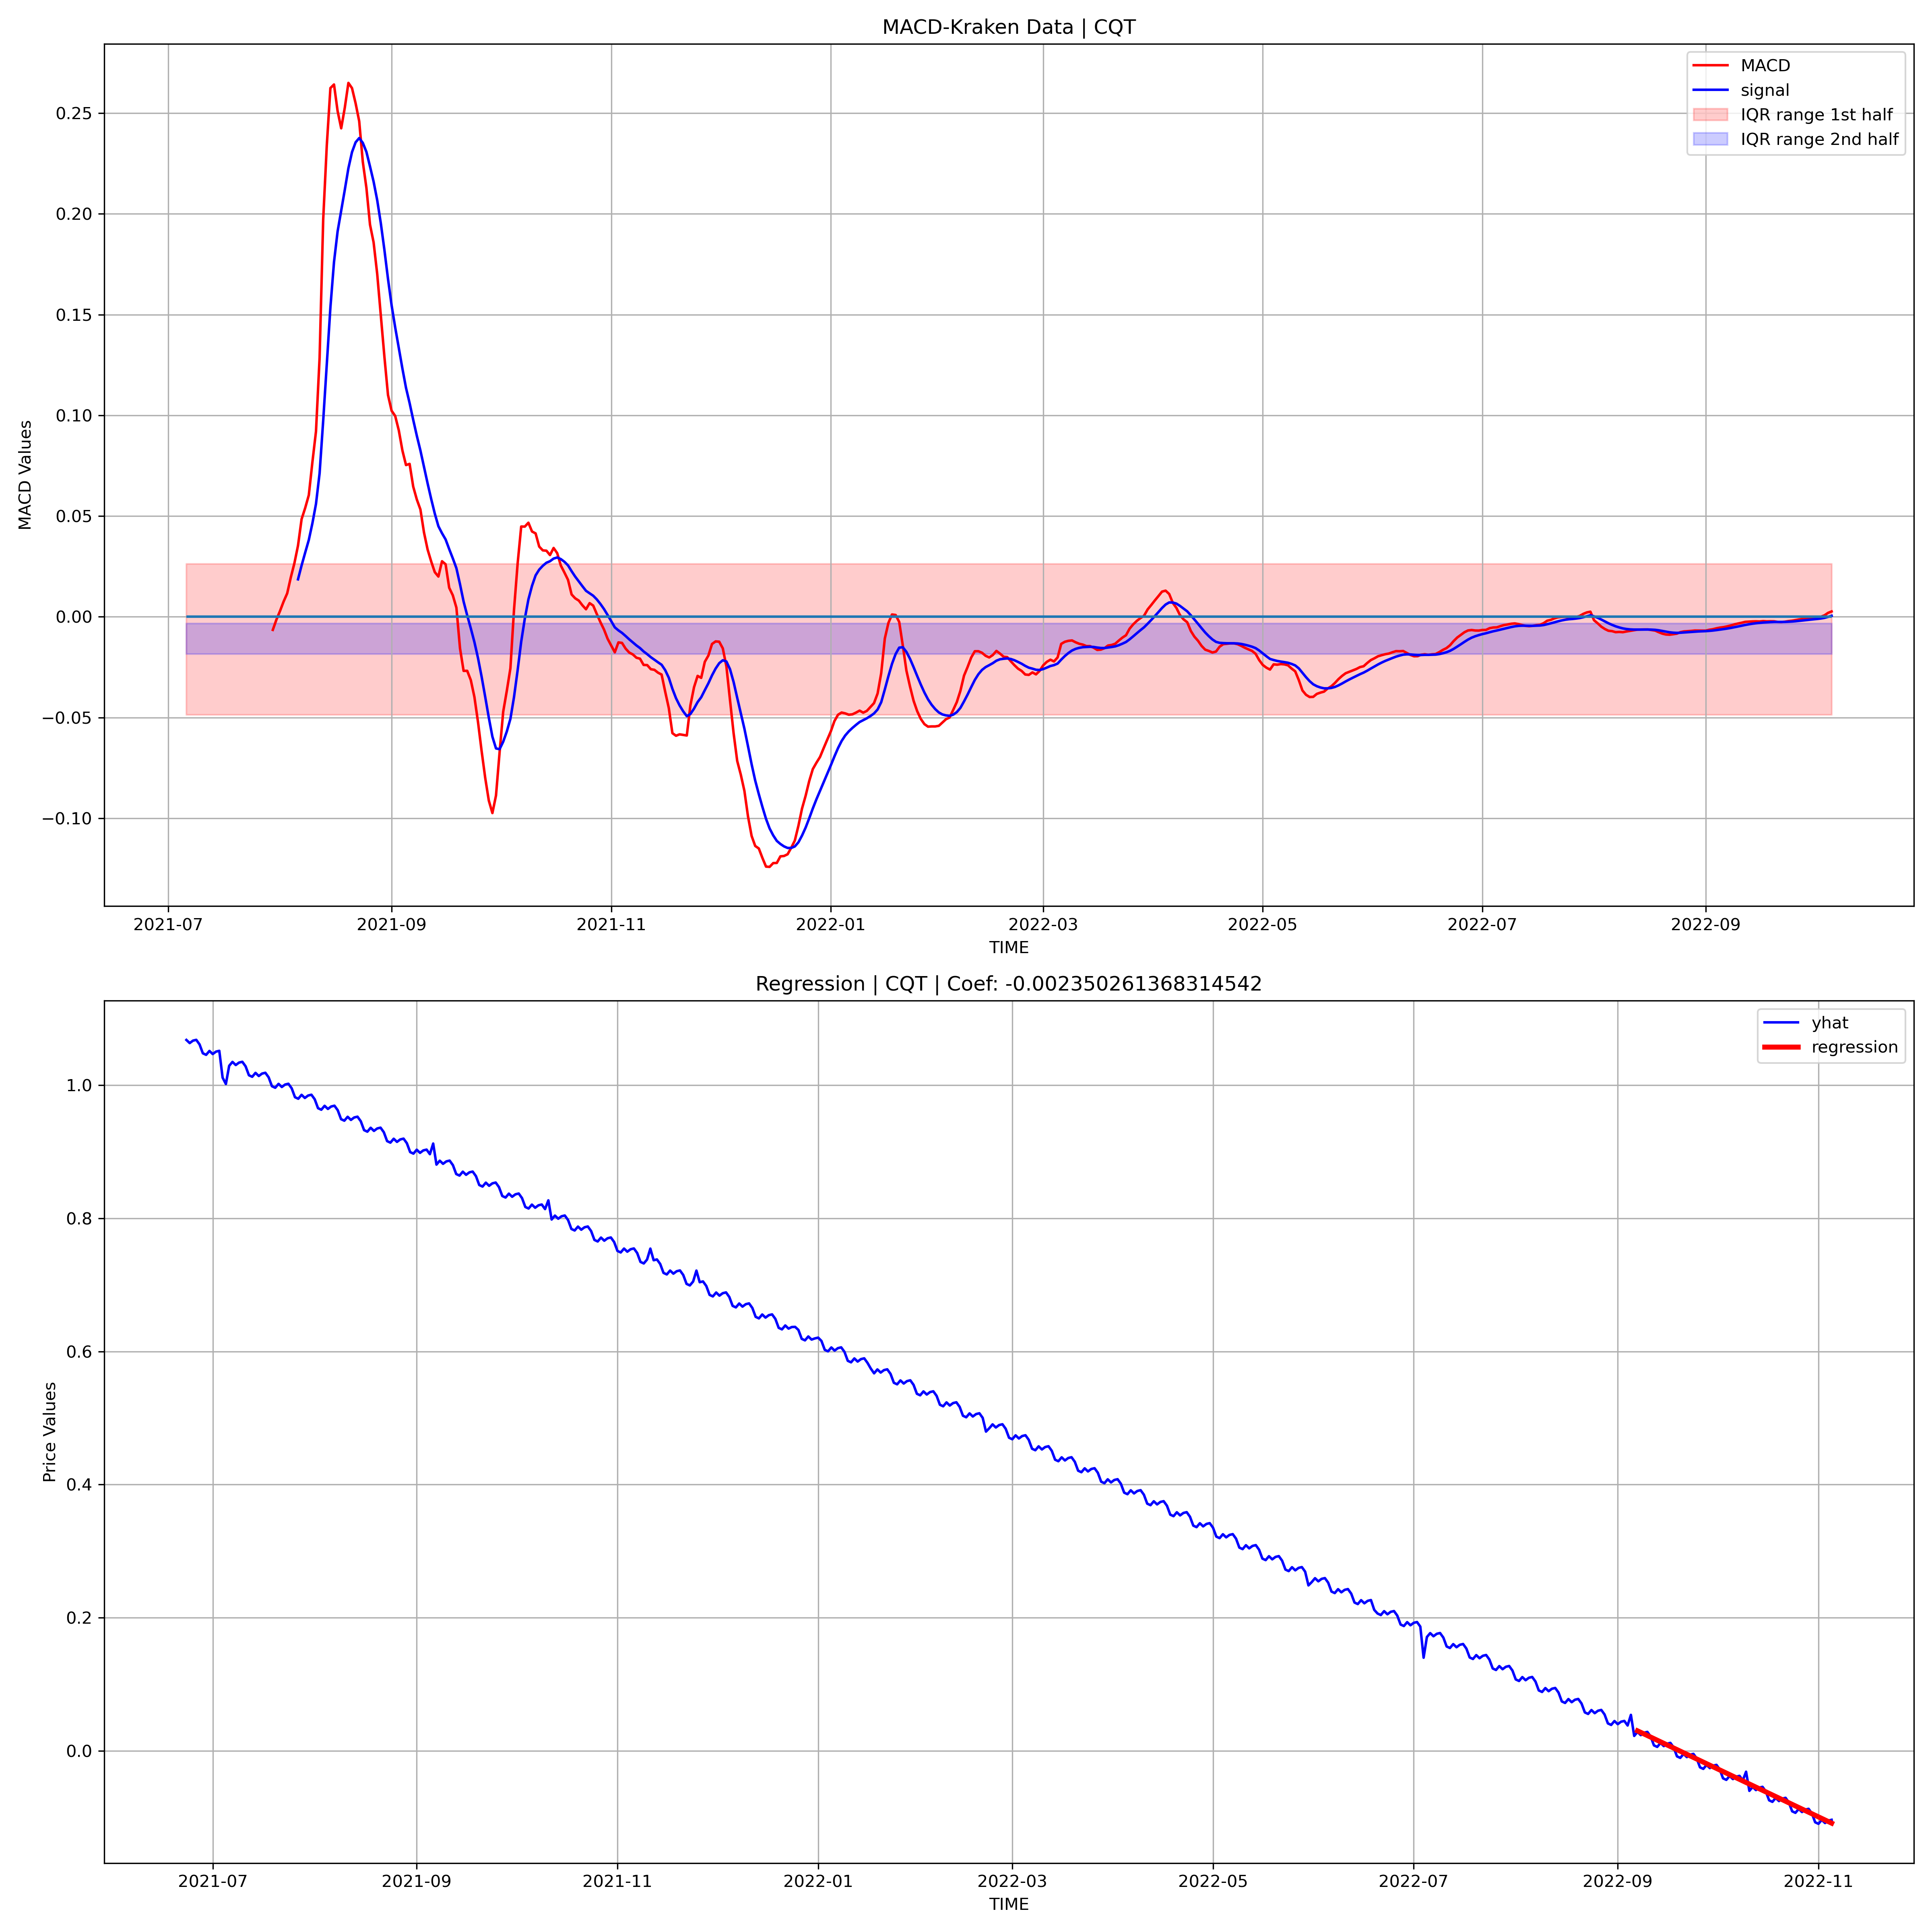 MACD-Kraken Data | CQT
MACD
signal
IQR range 1st half
IQR range 2nd half
MACD Values
0.25
0.20
0.15
0.10
0.05
0.00
−0.05
−0.10
2021-07 2021-09 2021-11 2022-01 2022-03 2022-05 2022-07 2022-09
TIME
Regression | CQT | Coef: -0.002350261368314542
yhat
regression
Price Values
1.0
0.8
0.6
0.4
0.2
0.0
2021-07 2021-09 2021-11 2022-01 2022-03 2022-05 2022-07 2022-09 2022-11
TIME